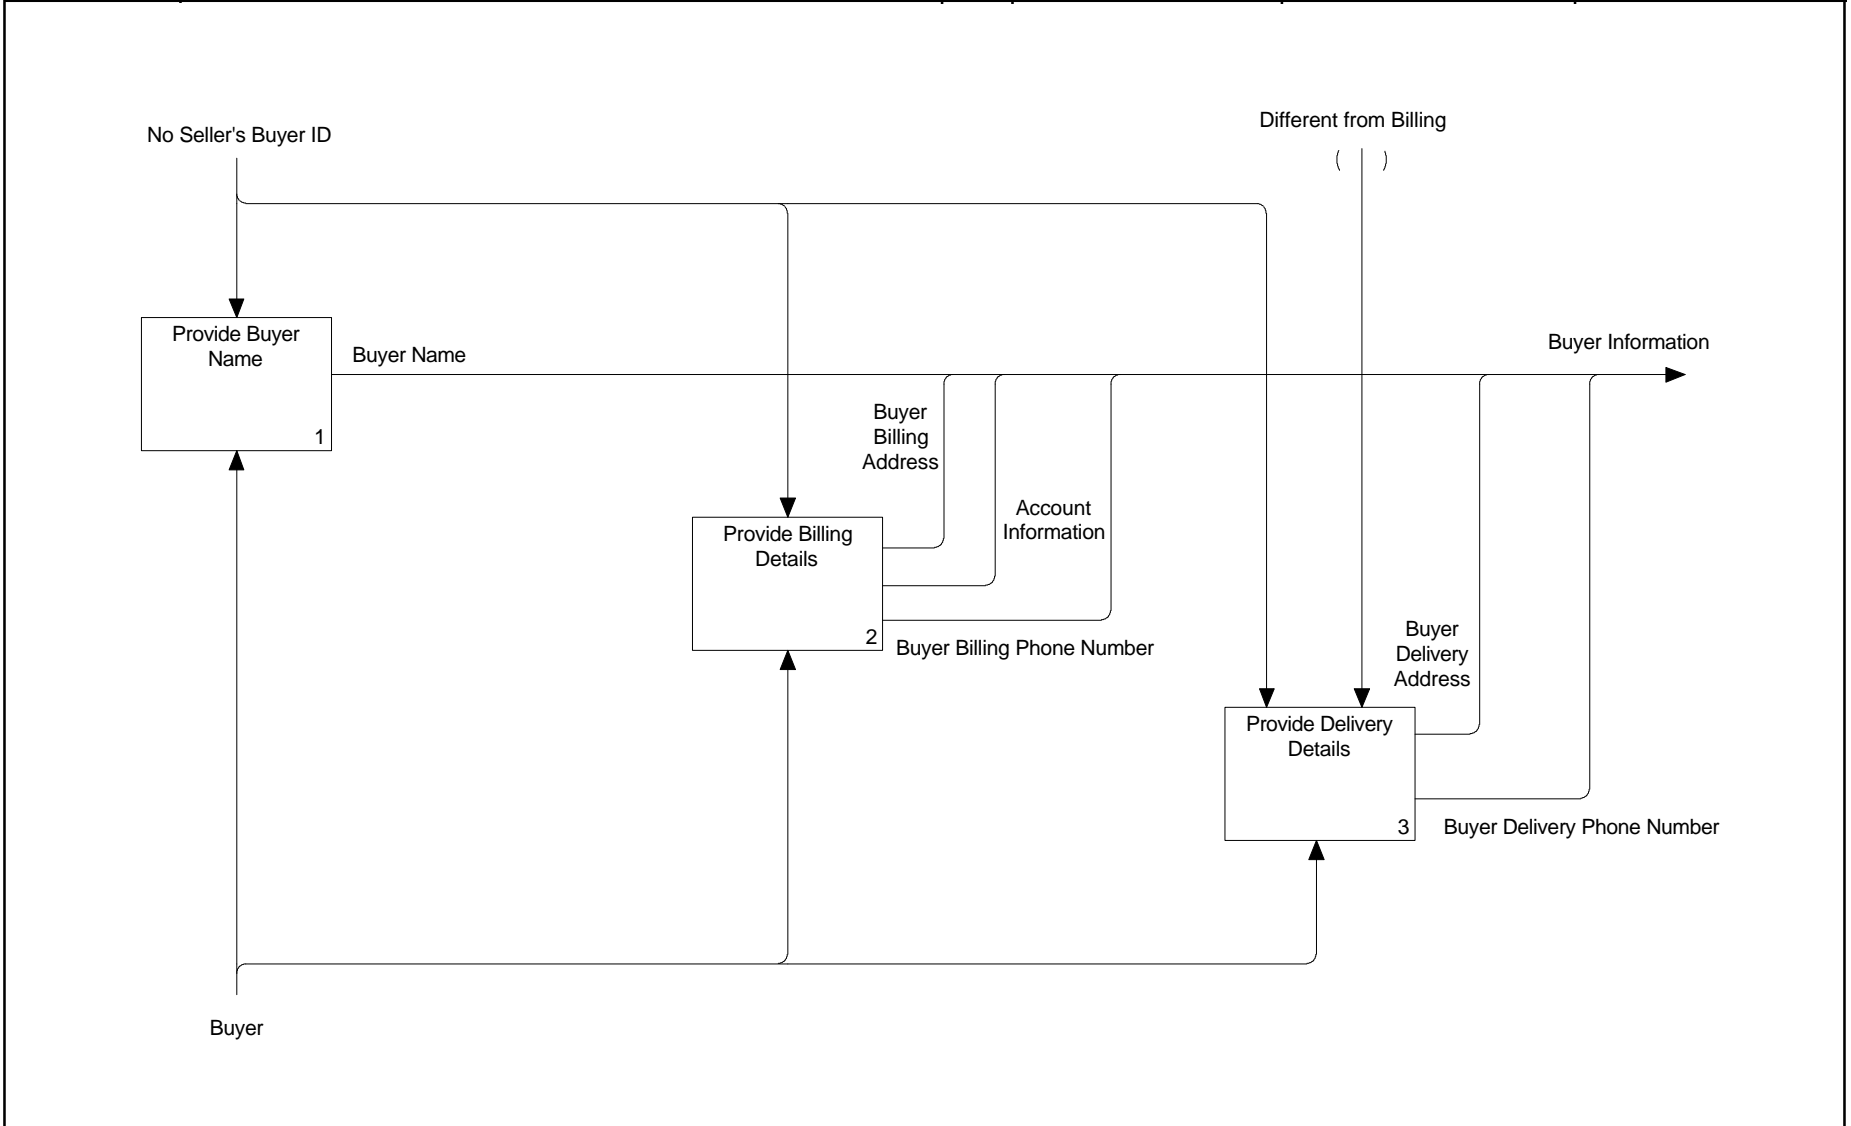 No Seller's Buyer ID
Different from Billing
( )
Provide Buyer
Name
1
Buyer Name
Buyer Information
Buyer
Billing
Address
Account
Information
Provide Billing
Details
2
Buyer Billing Phone Number
Buyer
Delivery
Address
Provide Delivery
Details
3
Buyer Delivery Phone Number
Buyer